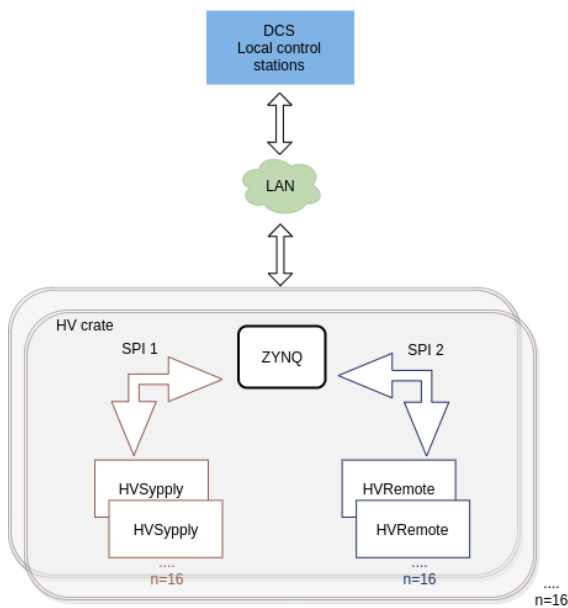 DCS
Local control
stations
LAN
HV crate
SPI 1
ZYNQ
SPI 2
HVSypply
HVSypply
....
n=16
HVRemote
HVRemote
....
n=16
....
n=16